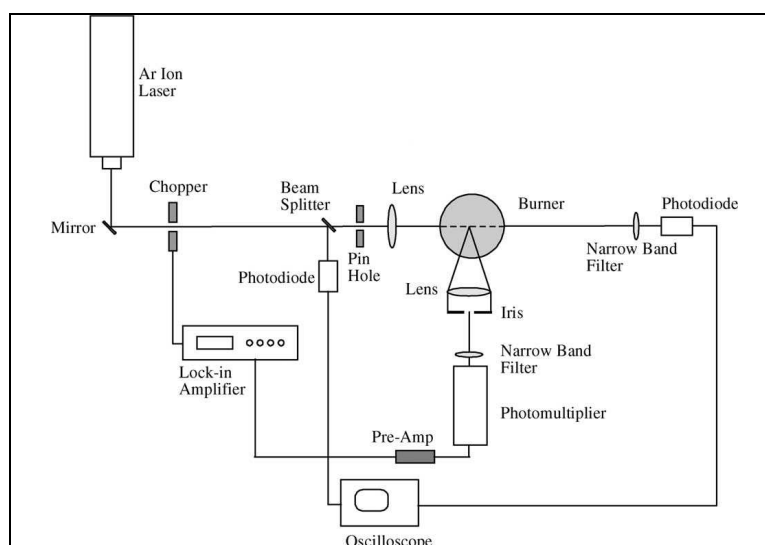 Ar Ion
Laser
Chopper
Beam
Splitter
Lens
Burner
Photodiode
Mirror
Pin
Hole
Narrow Band
Filter
Photodiode
Lens
Iris
Lock-in
Amplifier
Narrow Band
Filter
Photomultiplier
Pre-Amp
Oscilloscope